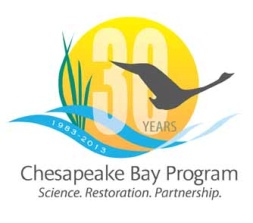 30
YEARS
1983-2013
Chesapeake Bay Program
Science. Restoration. Partnership.